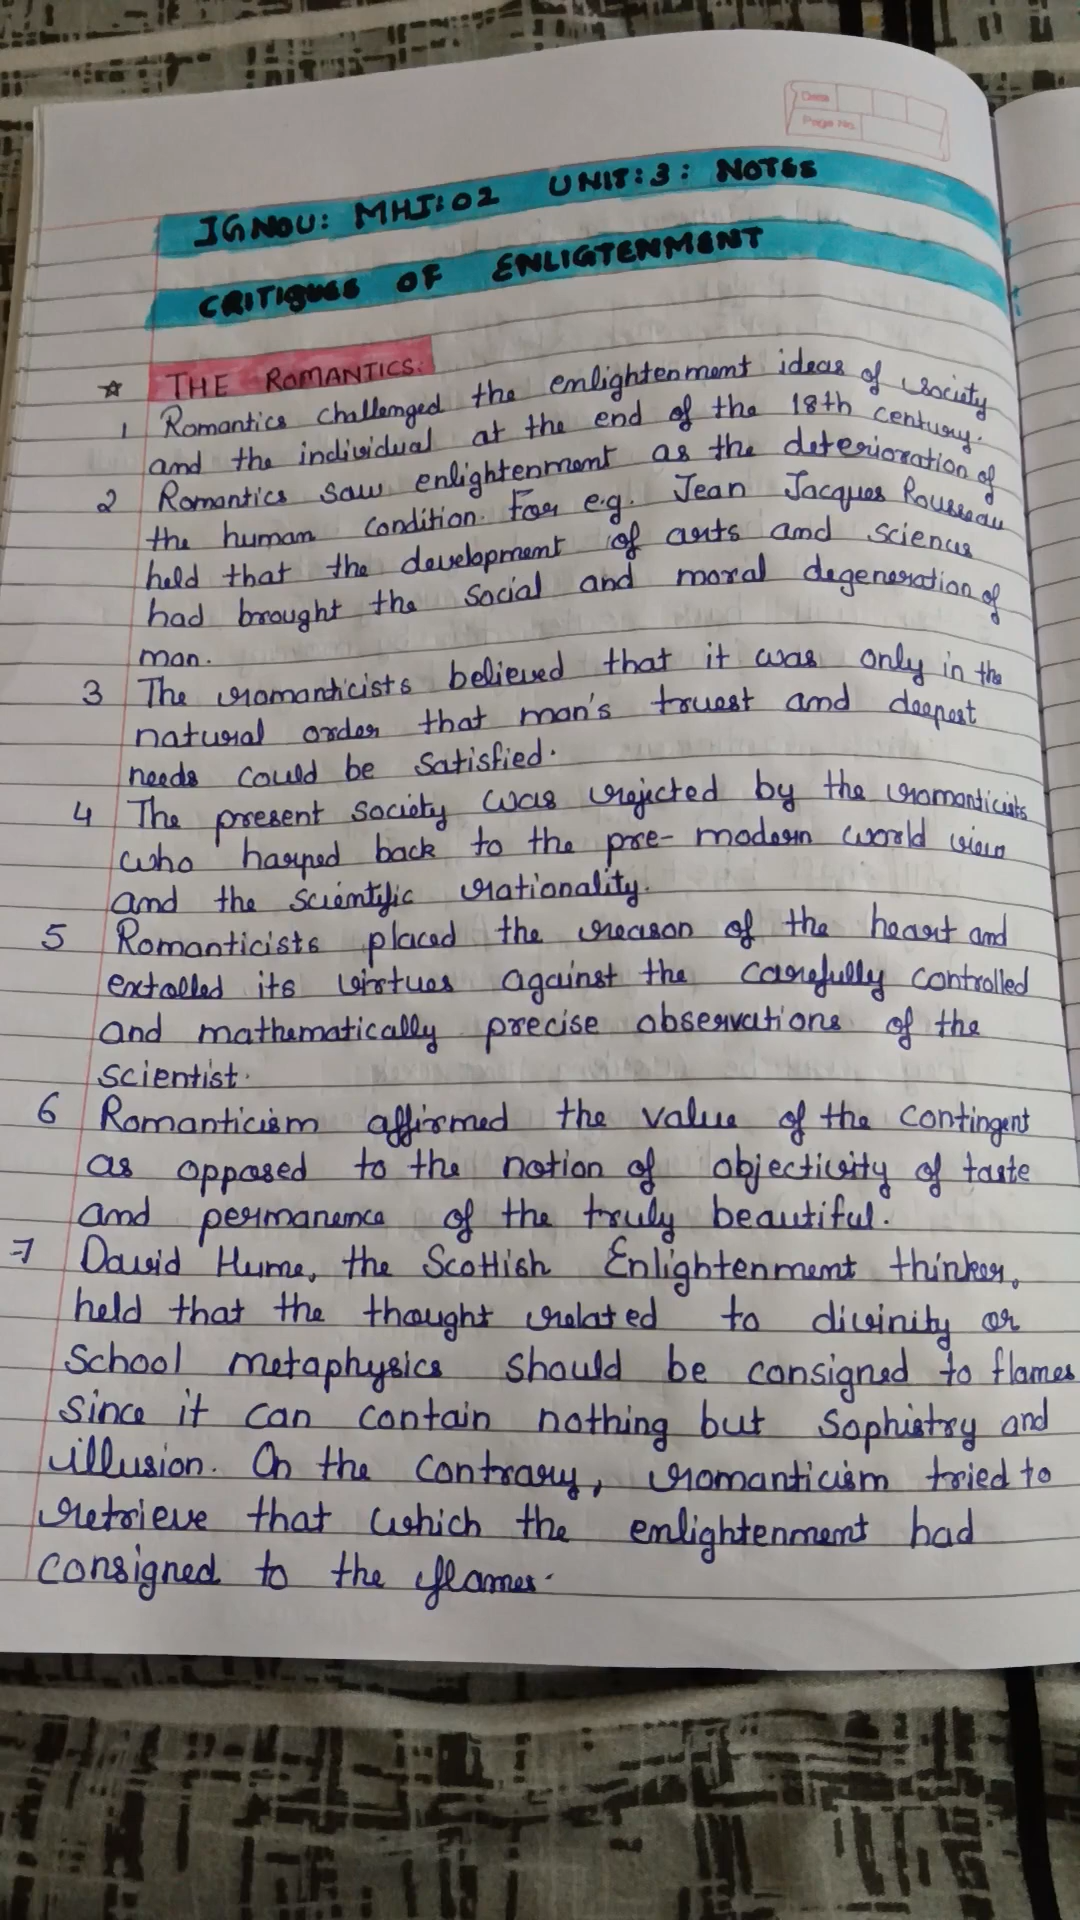 Date
Page No.
IGNOU: MHI:02 UNIT:3: NOTES
CRITIQUES OF ENLIGTENMENT
☆ THE ROMANTICS:
1 Romantics challenged the enlightenment ideas of society
and the individual at the end of the 18th century.
2 Romantics saw enlightenment as the deterioration of
the human condition. For e.g. Jean Jacques Rousseau
held that the development of arts and sciences
had brought the social and moral degeneration of
man.
3 The romanticists believed that it was only in the
natural order that man's truest and deepest
needs could be satisfied.
4 The present society was rejected by the romanticists
who harped back to the pre-modern world view
and the scientific rationality.
5 Romanticists placed the reason of the heart and
extolled its virtues against the carefully controlled
and mathematically precise observations of the
scientist.
6 Romanticism affirmed the value of the contingent
as opposed to the notion of objectivity of taste
and permanence of the truly beautiful.
7 David Hume, the Scottish Enlightenment thinker,
held that the thought related to divinity or
school metaphysics should be consigned to flames
since it can contain nothing but sophistry and
illusion. On the contrary, romanticism tried to
retrieve that which the enlightenment had
consigned to the flames.